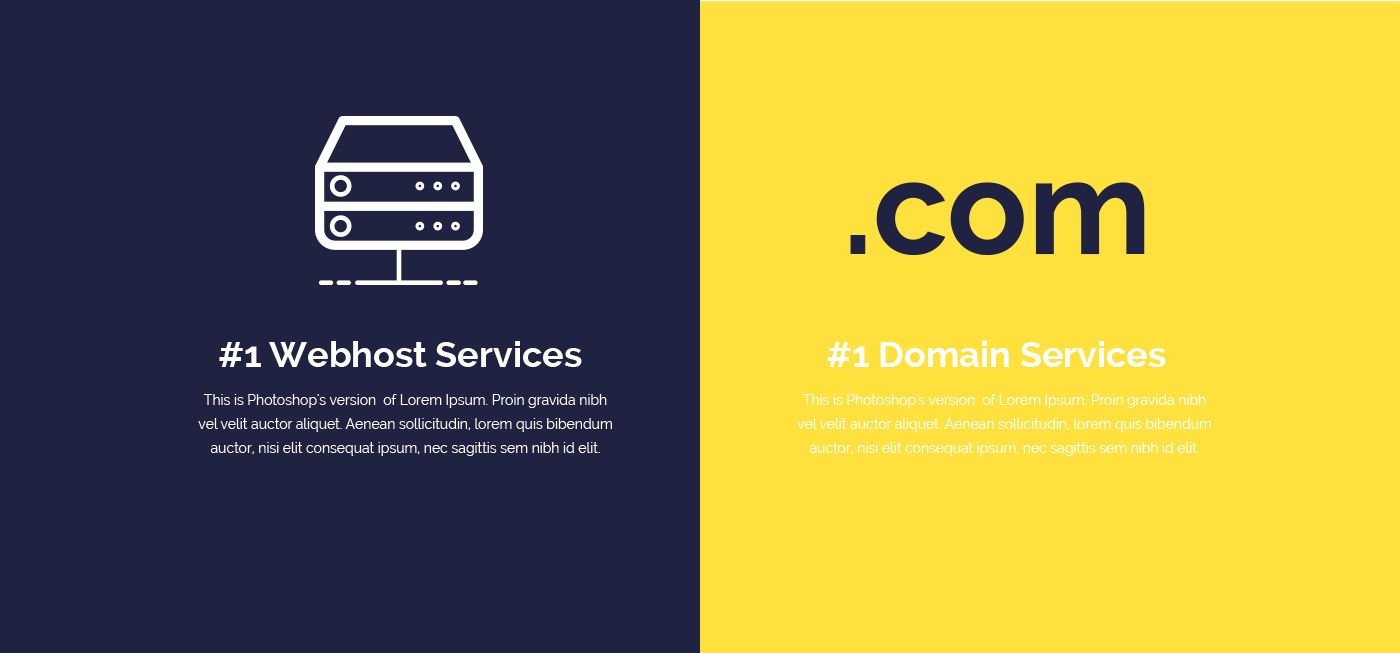 #1 Webhost Services
This is Photoshop's version  of Lorem Ipsum. Proin gravida nibh
vel velit auctor aliquet. Aenean sollicitudin, lorem quis bibendum
auctor, nisi elit consequat ipsum, nec sagittis sem nibh id elit.
.com
#1 Domain Services
This is Photoshop's version  of Lorem Ipsum. Proin gravida nibh
vel velit auctor aliquet. Aenean sollicitudin, lorem quis bibendum
auctor, nisi elit consequat ipsum, nec sagittis sem nibh id elit.